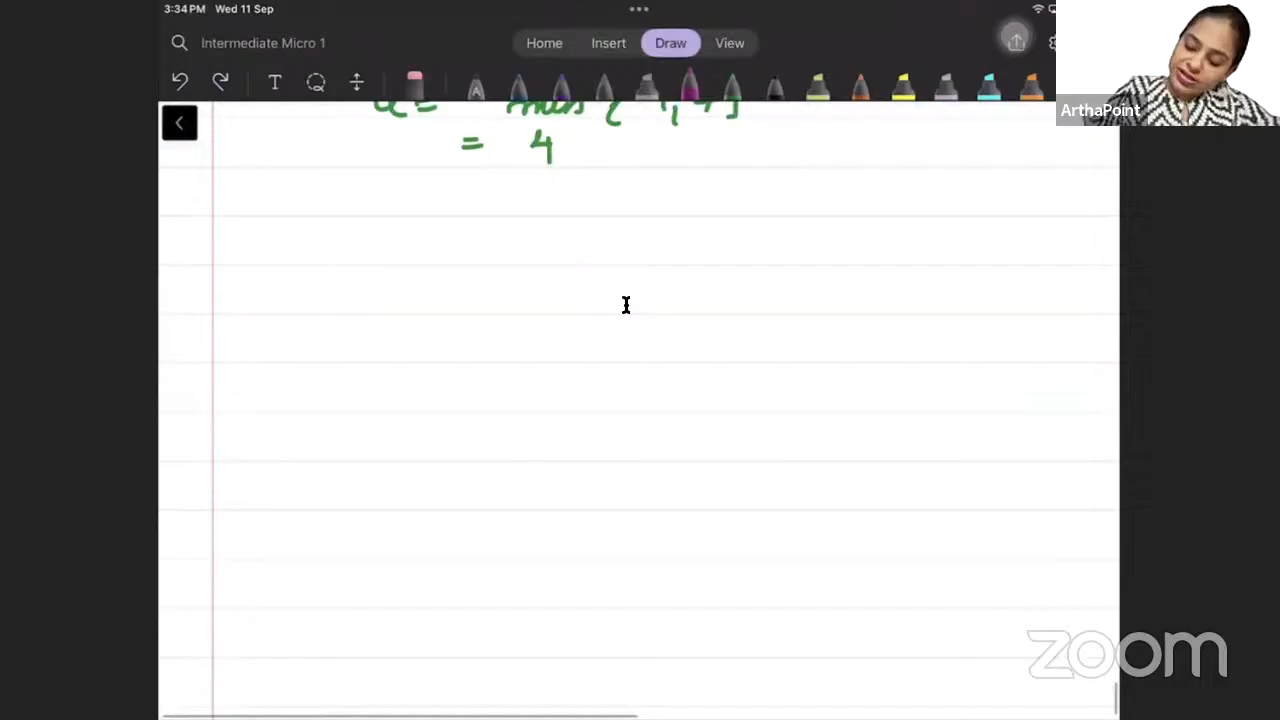 3:34 PM Wed 11 Sep
Intermediate Micro 1
Home Insert Draw View
T
A
ArthaPoint
= 4
zoom